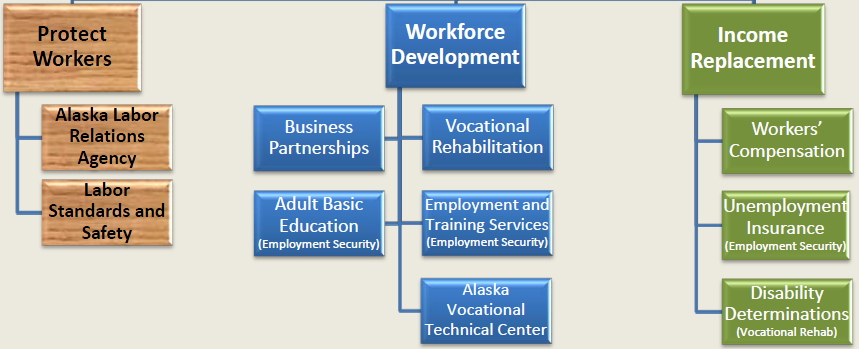 Protect
Workers
Alaska Labor
Relations
Agency
Labor
Standards and
Safety
Workforce
Development
Business
Partnerships
Vocational
Rehabilitation
Adult Basic
Education
(Employment Security)
Employment and
Training Services
(Employment Security)
Alaska
Vocational
Technical Center
Income
Replacement
Workers’
Compensation
Unemployment
Insurance
(Employment Security)
Disability
Determinations
(Vocational Rehab)